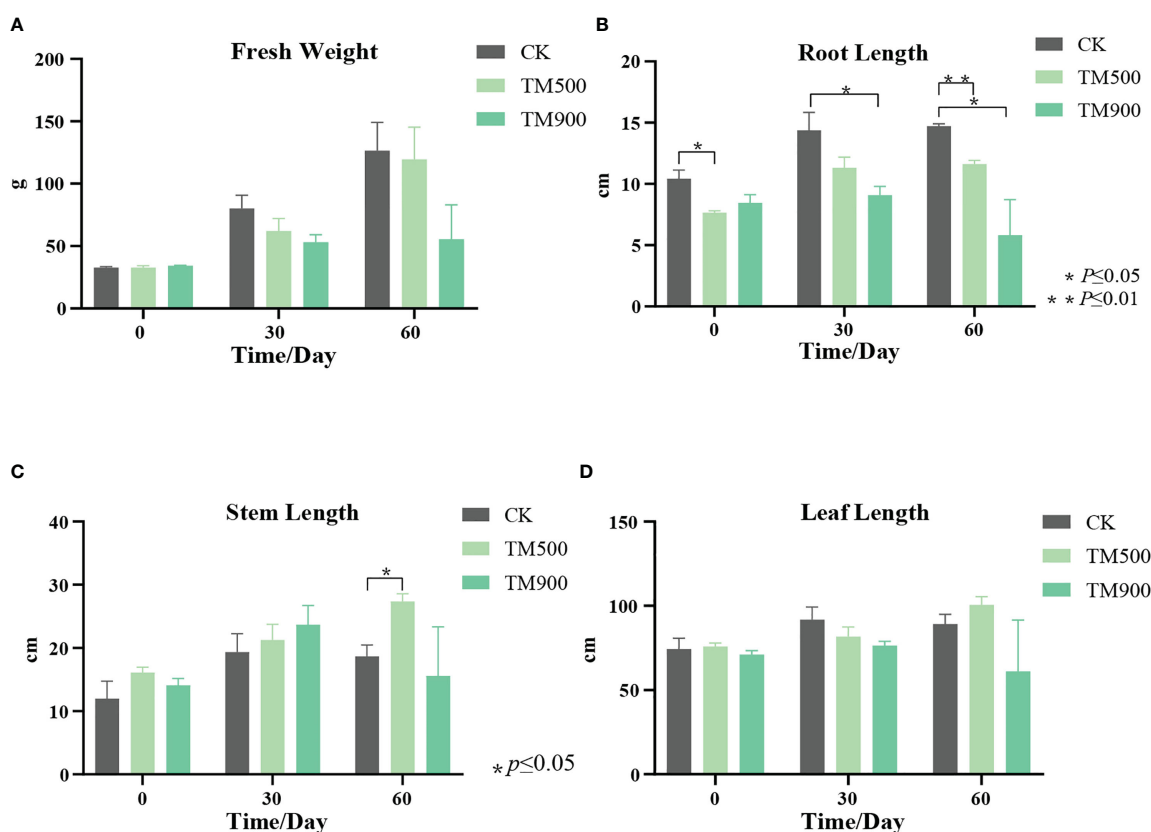 A
Fresh Weight
CK
TM500
TM900
200
150
100
50
0
g
0 30 60
Time/Day
B
Root Length
CK
TM500
TM900
20
15
10
5
0
cm
*
*
* *
*
0 30 60
Time/Day
* P≤0.05
* * P≤0.01
C
Stem Length
CK
TM500
TM900
40
30
20
10
0
cm
*
0 30 60
Time/Day
* p≤0.05
D
Leaf Length
CK
TM500
TM900
150
100
50
0
cm
0 30 60
Time/Day